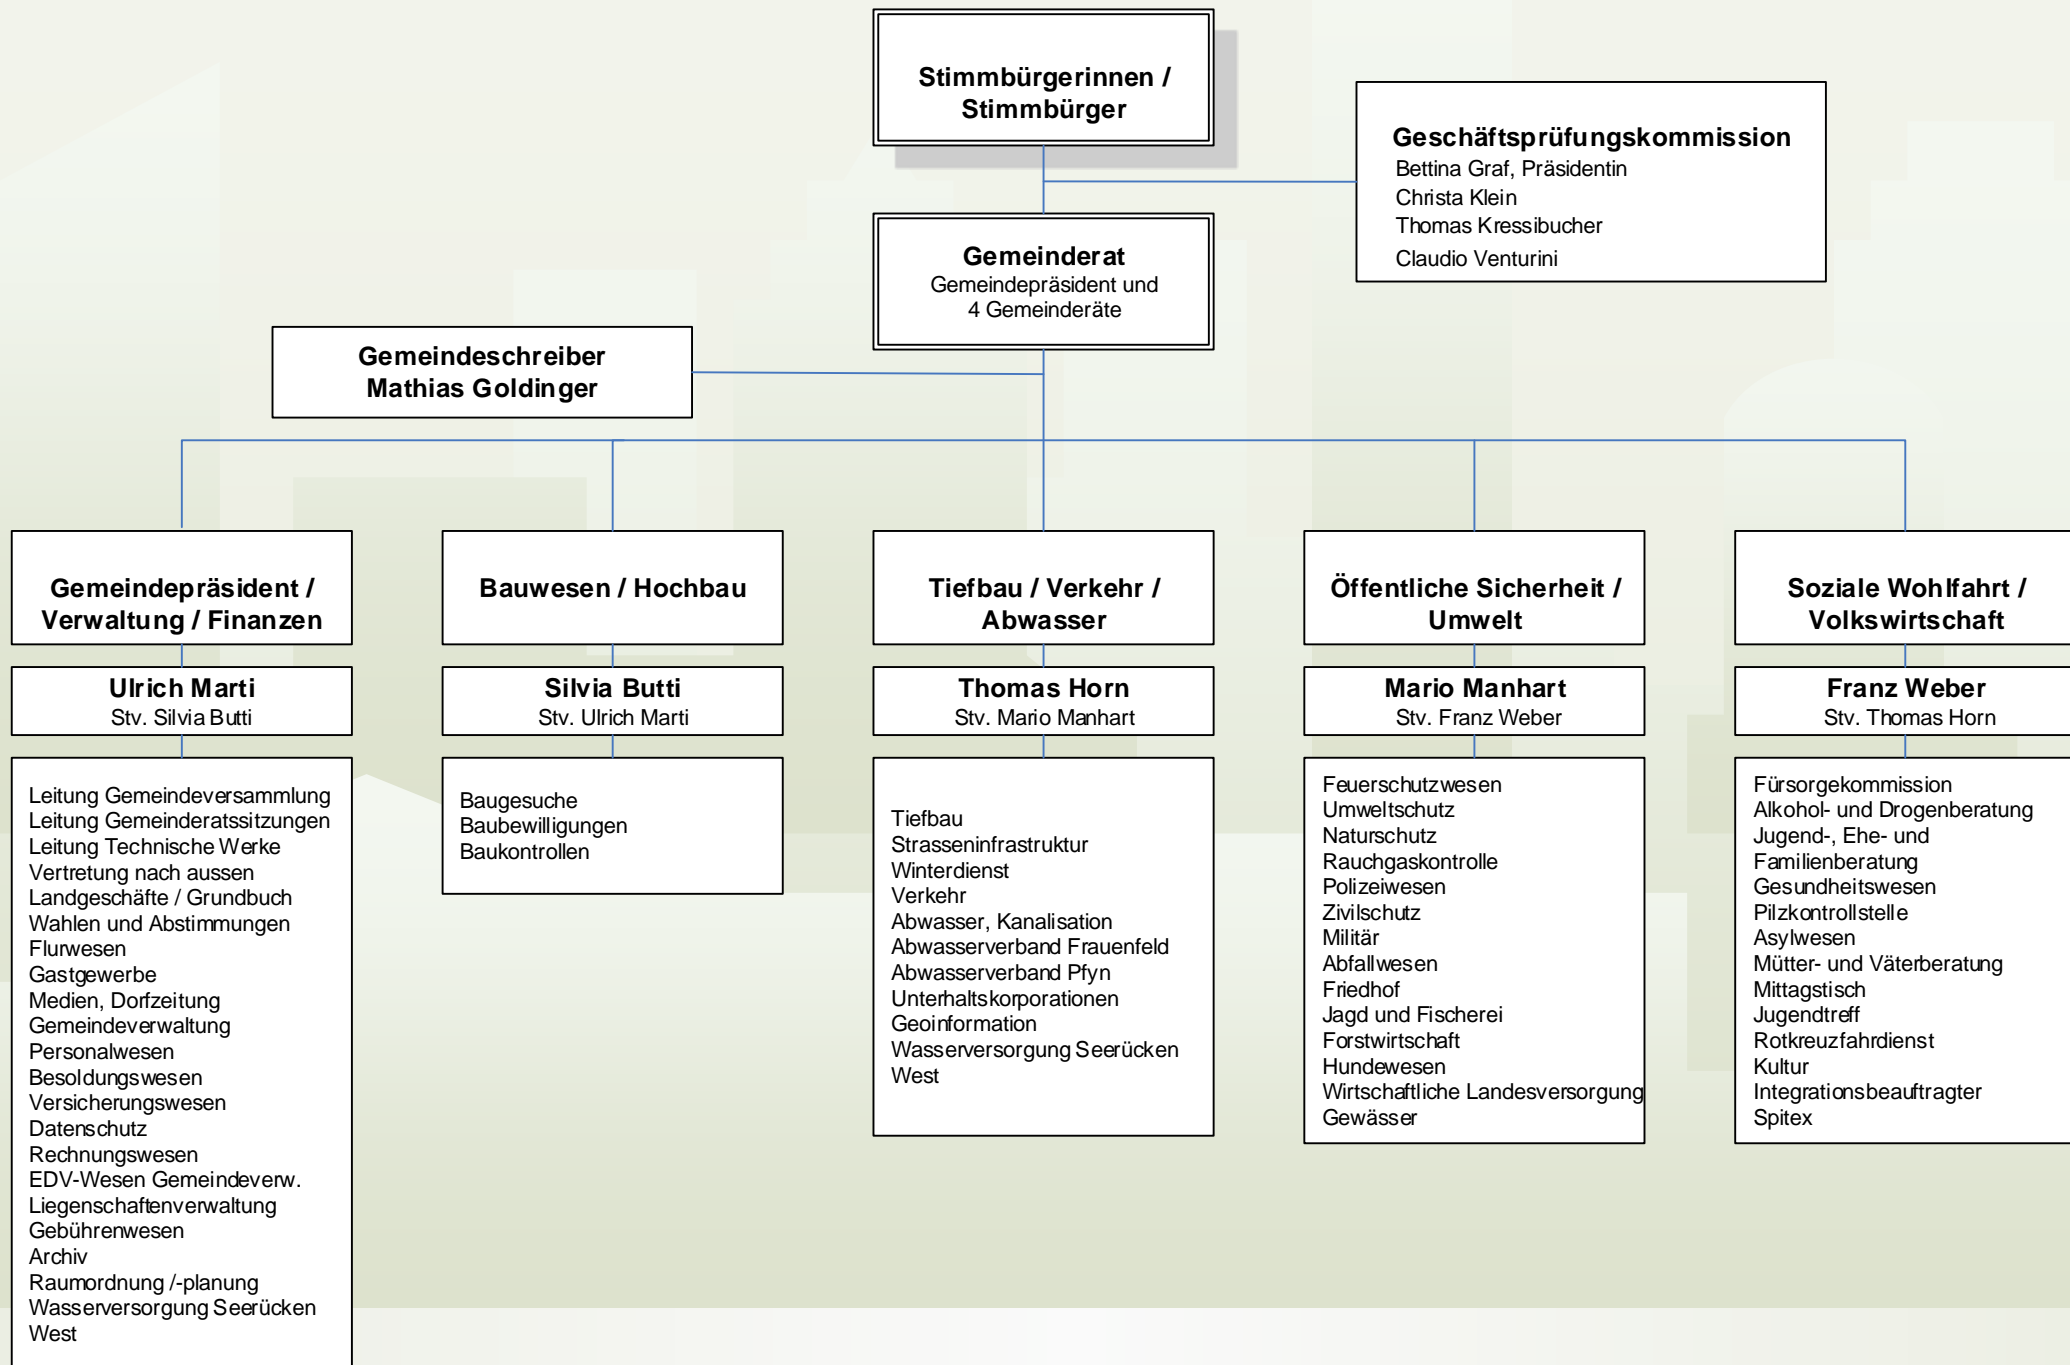 Stimmbürgerinnen /
Stimmbürger
Geschäftsprüfungskommission
Bettina Graf, Präsidentin
Christa Klein
Thomas Kressibucher
Claudio Venturini
Gemeinderat
Gemeindepräsident und
4 Gemeinderäte
Gemeindeschreiber
Mathias Goldinger
Gemeindepräsident /
Verwaltung / Finanzen
Ulrich Marti
Stv. Silvia Butti
Leitung Gemeindeversammlung
Leitung Gemeinderatssitzungen
Leitung Technische Werke
Vertretung nach aussen
Landgeschäfte / Grundbuch
Wahlen und Abstimmungen
Flurwesen
Gastgewerbe
Medien, Dorfzeitung
Gemeindeverwaltung
Personalwesen
Besoldungswesen
Versicherungswesen
Datenschutz
Rechnungswesen
EDV-Wesen Gemeindeverw.
Liegenschaftenverwaltung
Gebührenwesen
Archiv
Raumordnung /-planung
Wasserversorgung Seerücken
West
Bauwesen / Hochbau
Silvia Butti
Stv. Ulrich Marti
Baugesuche
Baubewilligungen
Baukontrollen
Tiefbau / Verkehr /
Abwasser
Thomas Horn
Stv. Mario Manhart
Tiefbau
Strasseninfrastruktur
Winterdienst
Verkehr
Abwasser, Kanalisation
Abwasserverband Frauenfeld
Abwasserverband Pfyn
Unterhaltskorporationen
Geoinformation
Wasserversorgung Seerücken
West
Öffentliche Sicherheit /
Umwelt
Mario Manhart
Stv. Franz Weber
Feuerschutzwesen
Umweltschutz
Naturschutz
Rauchgaskontrolle
Polizeiwesen
Zivilschutz
Militär
Abfallwesen
Friedhof
Jagd und Fischerei
Forstwirtschaft
Hundewesen
Wirtschaftliche Landesversorgung
Gewässer
Soziale Wohlfahrt /
Volkswirtschaft
Franz Weber
Stv. Thomas Horn
Fürsorgekommission
Alkohol- und Drogenberatung
Jugend-, Ehe- und
Familienberatung
Gesundheitswesen
Pilzkontrollstelle
Asylwesen
Mütter- und Väterberatung
Mittagstisch
Jugendtreff
Rotkreuzfahrdienst
Kultur
Integrationsbeauftragter
Spitex